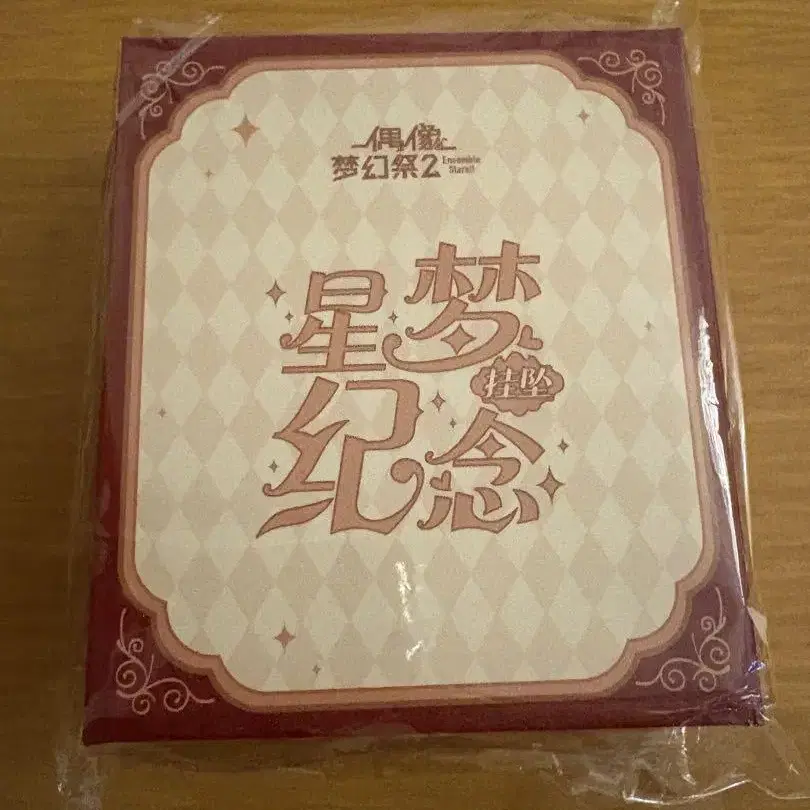 偶像
梦幻祭2
Ensemble
Stars!!
星梦
挂坠
纪念